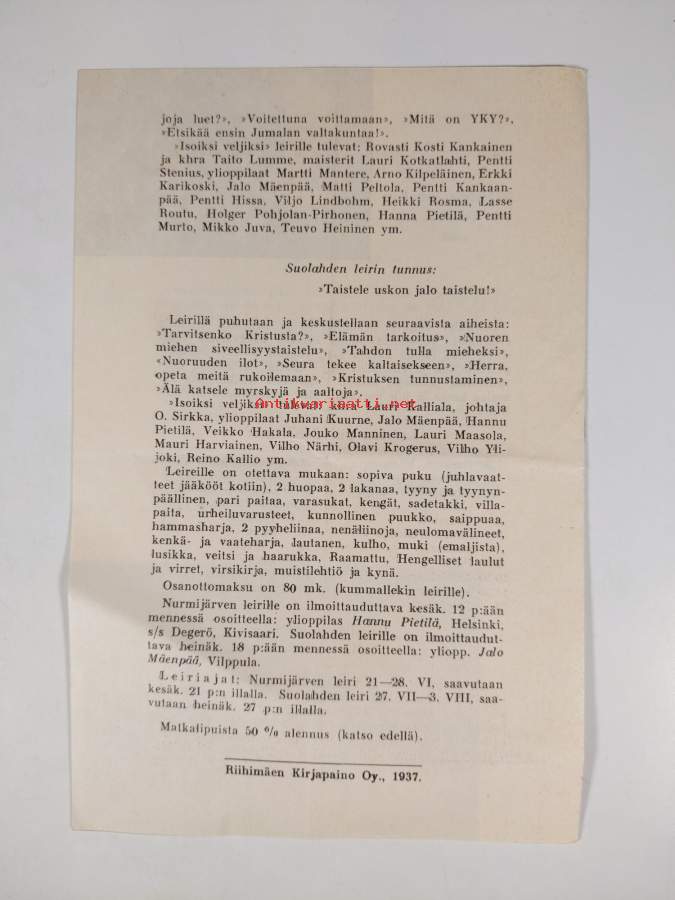 joja luet?», »Voitettuna voittamaan», »Mitä on YKY?»,
»Etsikää ensin Jumalan valtakuntaa!».
»Isoiksi veljiksi» leirille tulevat: Rovasti Kosti Kankainen
ja khra Taito Lumme, maisterit Lauri Kotkatlahti, Pentti
Stenius, ylioppilaat Martti Mantere, Arno Kilpeläinen, Erkki
Karikoski, Jalo Mäenpää, Matti Peltola, Pentti Kankaan-
pää, Pentti Hissa, Viljo Lindbohm, Heikki Rosma, Lasse
Routu, Holger Pohjolan-Pirhonen, Hanna Pietilä, Pentti
Murto, Mikko Juva, Teuvo Heininen ym.
Suolahden leirin tunnus:
»Taistele uskon jalo taistelu!»
Leirillä puhutaan ja keskustellaan seuraavista aiheista:
»Tarvitsenko Kristusta?», »Elämän tarkoitus», »Nuoren
miehen siveellisyystaistelu», »Tahdon tulla mieheksi»,
«Nuoruuden ilot», »Seura tekee kaltaisekseen», »Herra,
opeta meitä rukoilemaan», »Kristuksen tunnustaminen»,
»Älä katsele myrskyjä ja aaltoja».
»Isoiksi veljiksi» tulevat: khra Lauri Kalliala, johtaja
Antikvariaatti.net
O. Sirkka, ylioppilaat Juhani Kuurne, Jalo Mäenpää, Hannu
Pietilä, Veikko Hakala, Jouko Manninen, Lauri Maasola,
Mauri Harviainen, Vilho Närhi, Olavi Krogerus, Vilho Yli-
joki, Reino Kallio ym.
Leireille on otettava mukaan: sopiva puku (juhlavaat-
teet jääkööt kotiin), 2 huopaa, 2 lakanaa, tyyny ja tyynyn-
päällinen, pari paitaa, varasukat, kengät, sadetakki, villa-
paita, urheiluvarusteet, kunnollinen puukko, saippuaa,
hammasharja, 2 pyyheliinaa, nenäliinoja, neulomavälineet,
kenkä- ja vaateharja, lautanen, kulho, muki (emaljista),
lusikka, veitsi ja haarukka, Raamattu, Hengelliset laulut
ja virret, virsikirja, muistilehtiö ja kynä.
Osanottomaksu on 80 mk. (kummallekin leirille).
Nurmijärven leirille on ilmoittauduttava kesäk. 12 p:ään
mennessä osoitteella: ylioppilas Hannu Pietilä, Helsinki,
s/s Degerö, Kivisaari. Suolahden leirille on ilmoittaudut-
tava heinäk. 18 p:ään mennessä osoitteella: yliopp. Jalo
Mäenpää, Vilppula.
Leiriajat: Nurmijärven leiri 21—28. VI, saavutaan
kesäk. 21 p:n illalla. Suolahden leiri 27. VII—3. VIII, saa-
vutaan heinäk. 27 p:n illalla.
Matkalipuista 50 % alennus (katso edellä).
Riihimäen Kirjapaino Oy., 1937.